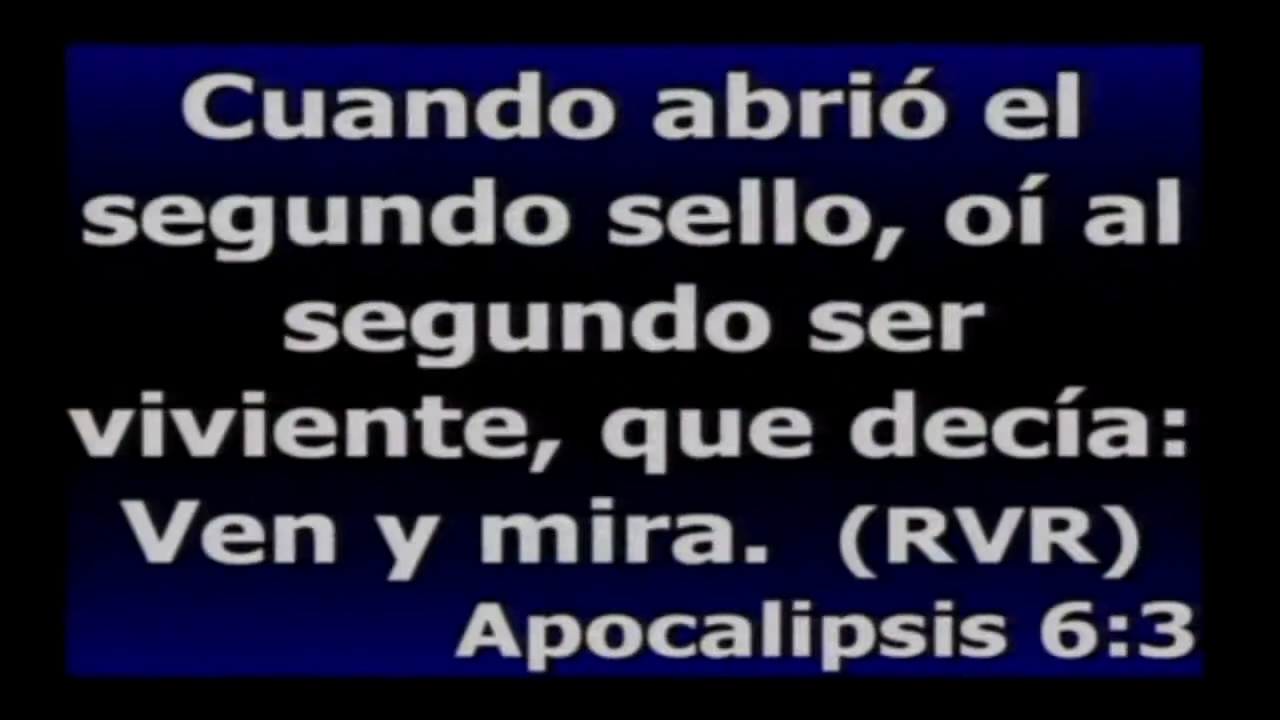 Cuando abrió el
segundo sello, oí al
segundo ser
viviente, que decía:
Ven y mira.  (RVR)
Apocalipsis 6:3